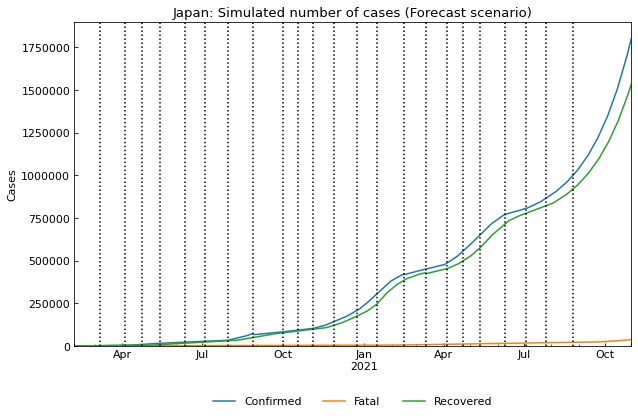 Japan: Simulated number of cases (Forecast scenario)
1750000
1500000
1250000
1000000
750000
500000
250000
0
Cases
Apr Jul Oct Jan Apr Jul Oct
2021
Confirmed Fatal Recovered